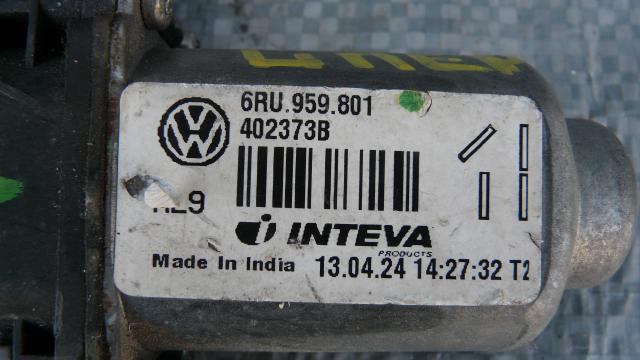 6RU.959.801
402373B
INTEVA
PRODUCTS
Made In India 13.04.24 14:27:32 T2